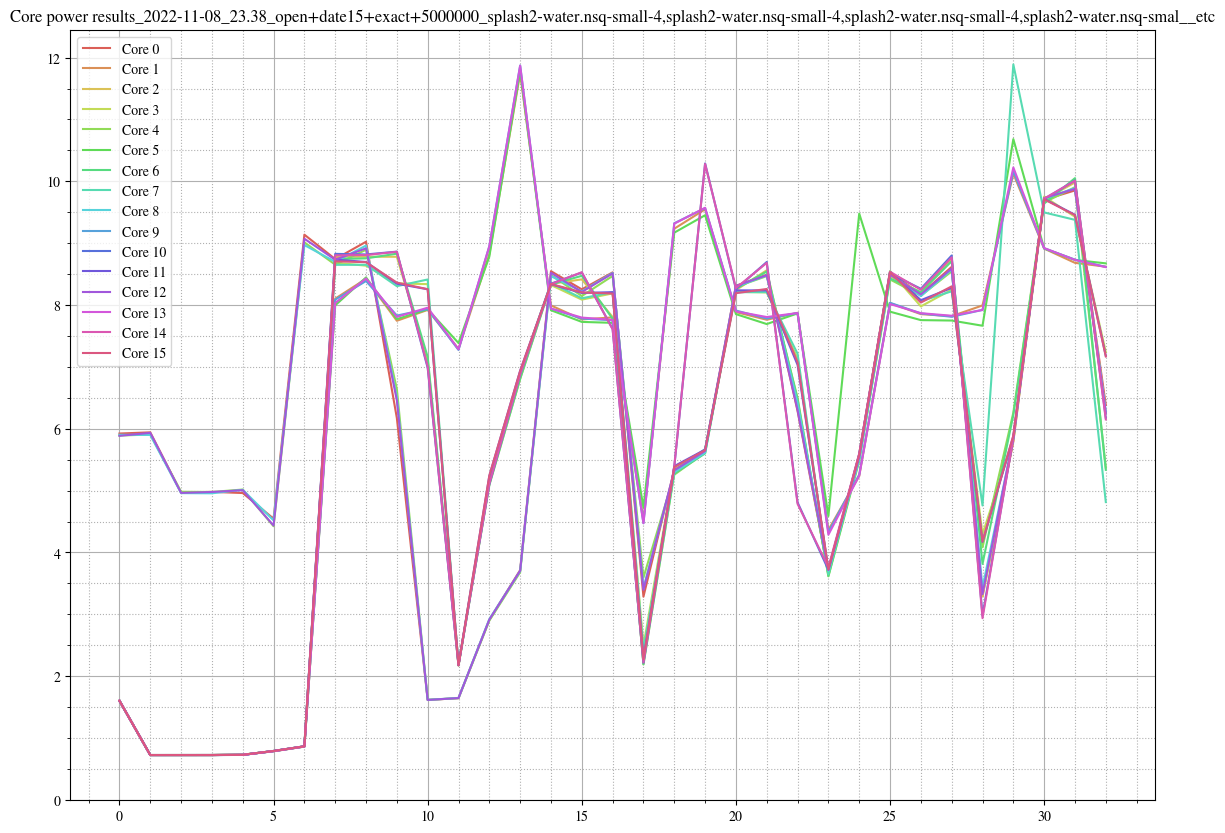 Core power results_2022-11-08_23.38_open+date15+exact+5000000_splash2-water.nsq-small-4,splash2-water.nsq-small-4,splash2-water.nsq-small-4,splash2-water.nsq-smal__etc
Core 0
Core 1
Core 2
Core 3
Core 4
Core 5
Core 6
Core 7
Core 8
Core 9
Core 10
Core 11
Core 12
Core 13
Core 14
Core 15
12
10
8
6
4
2
0
0 5 10 15 20 25 30